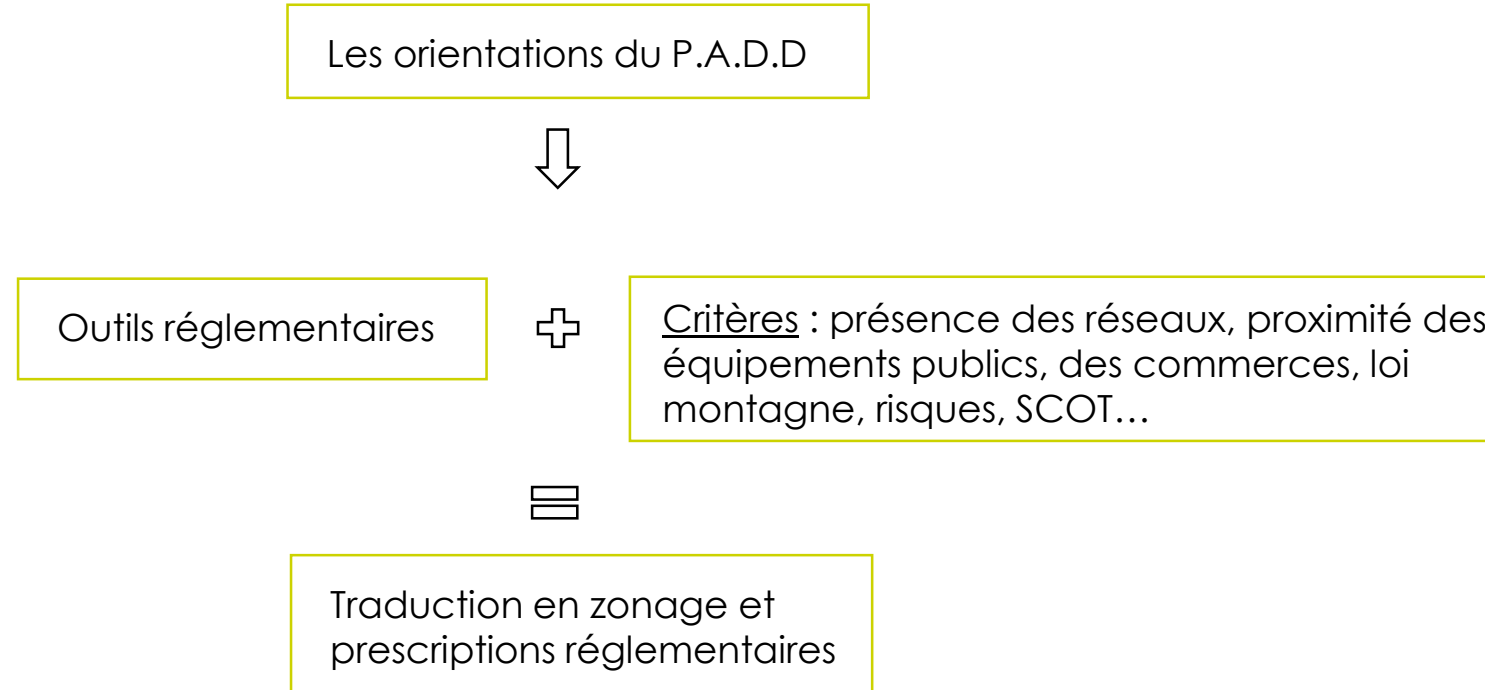 Les orientations du P.A.D.D
Outils réglementaires
Critères : présence des réseaux, proximité des
équipements publics, des commerces, loi
montagne, risques, SCOT…
Traduction en zonage et
prescriptions réglementaires